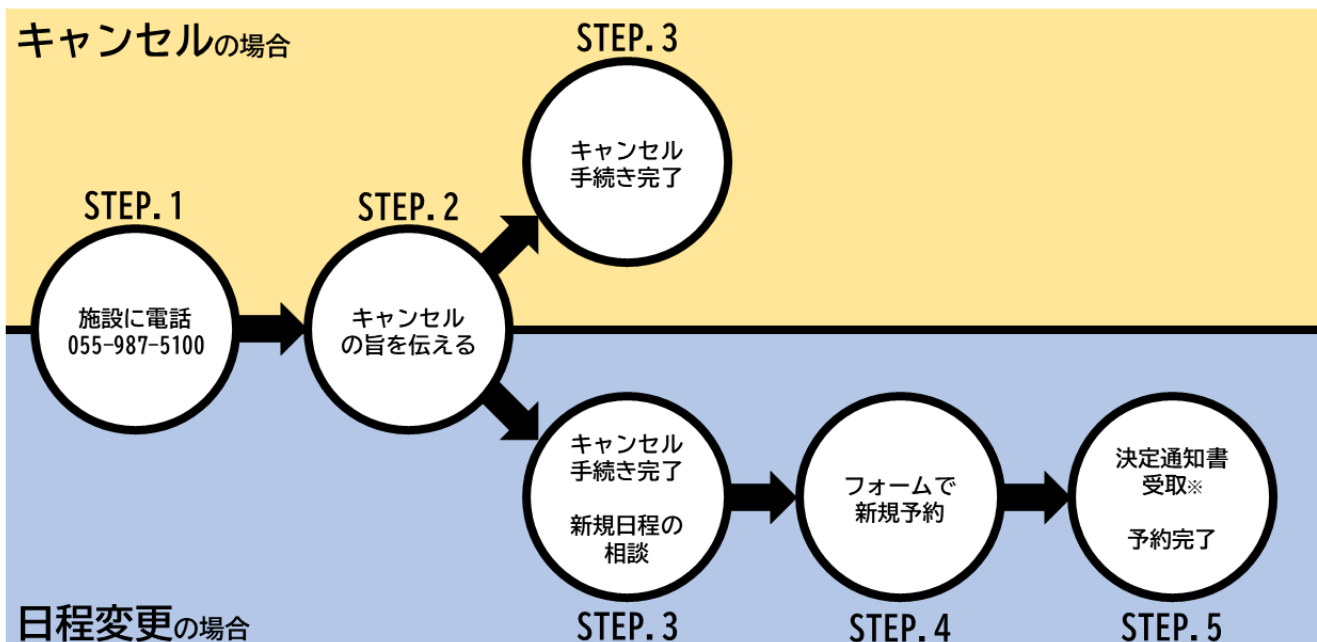 キャンセルの場合
STEP.1
施設に電話
055-987-5100
STEP.2
キャンセル
の旨を伝える
STEP.3
キャンセル
手続き完了
日程変更の場合
キャンセル
手続き完了
新規日程の
相談
STEP.3
フォームで
新規予約
STEP.4
決定通知書
受取※
予約完了
STEP.5